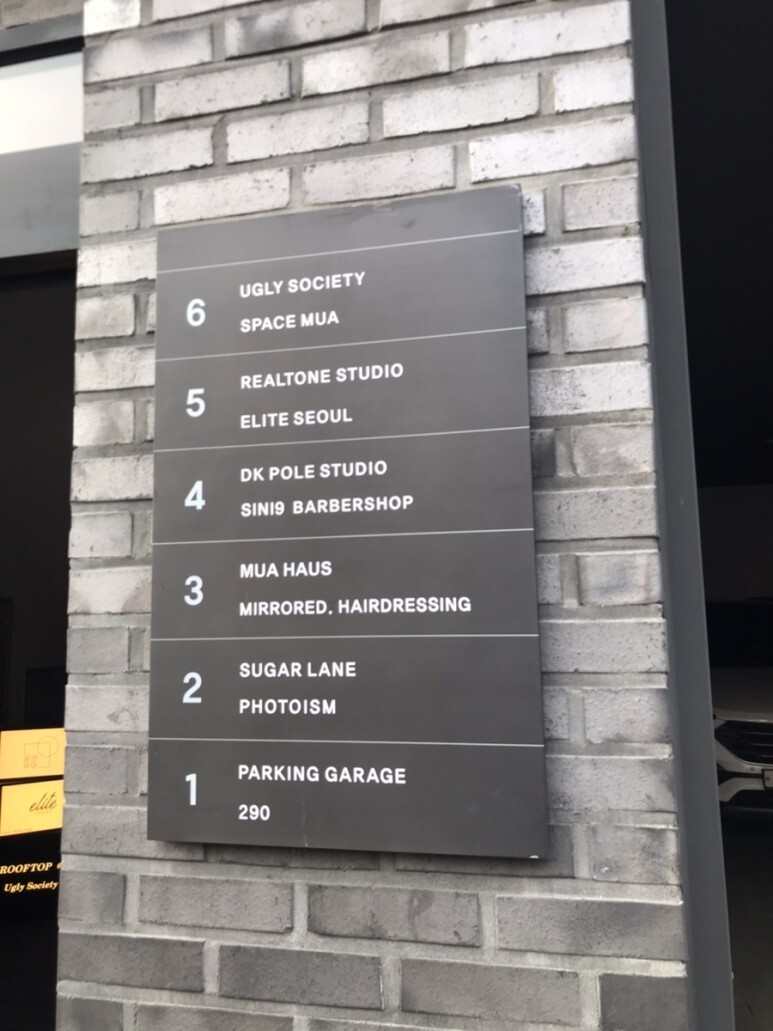 6
UGLY SOCIETY
SPACE MUA
5
REALTONE STUDIO
ELITE SEOUL
4
DK POLE STUDIO
SINI9 BARBERSHOP
3
MUA HAUS
MIRRORED. HAIRDRESSING
2
SUGAR LANE
PHOTOISM
1
PARKING GARAGE
290
elite
ROOFTOP
Ugly Society